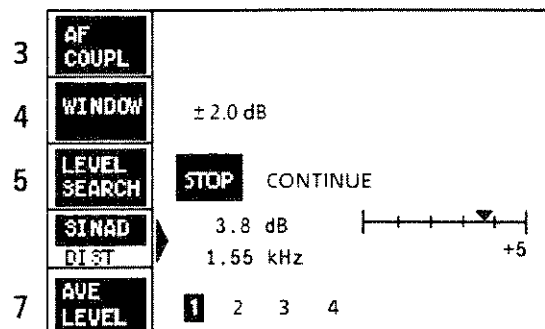 3 AF COUPL
4 WINDOW ± 2.0 dB
5 LEVEL SEARCH STOP CONTINUE
SINAD 3.8 dB
DIST 1.55 kHz +5
7 AVE LEVEL 1 2 3 4